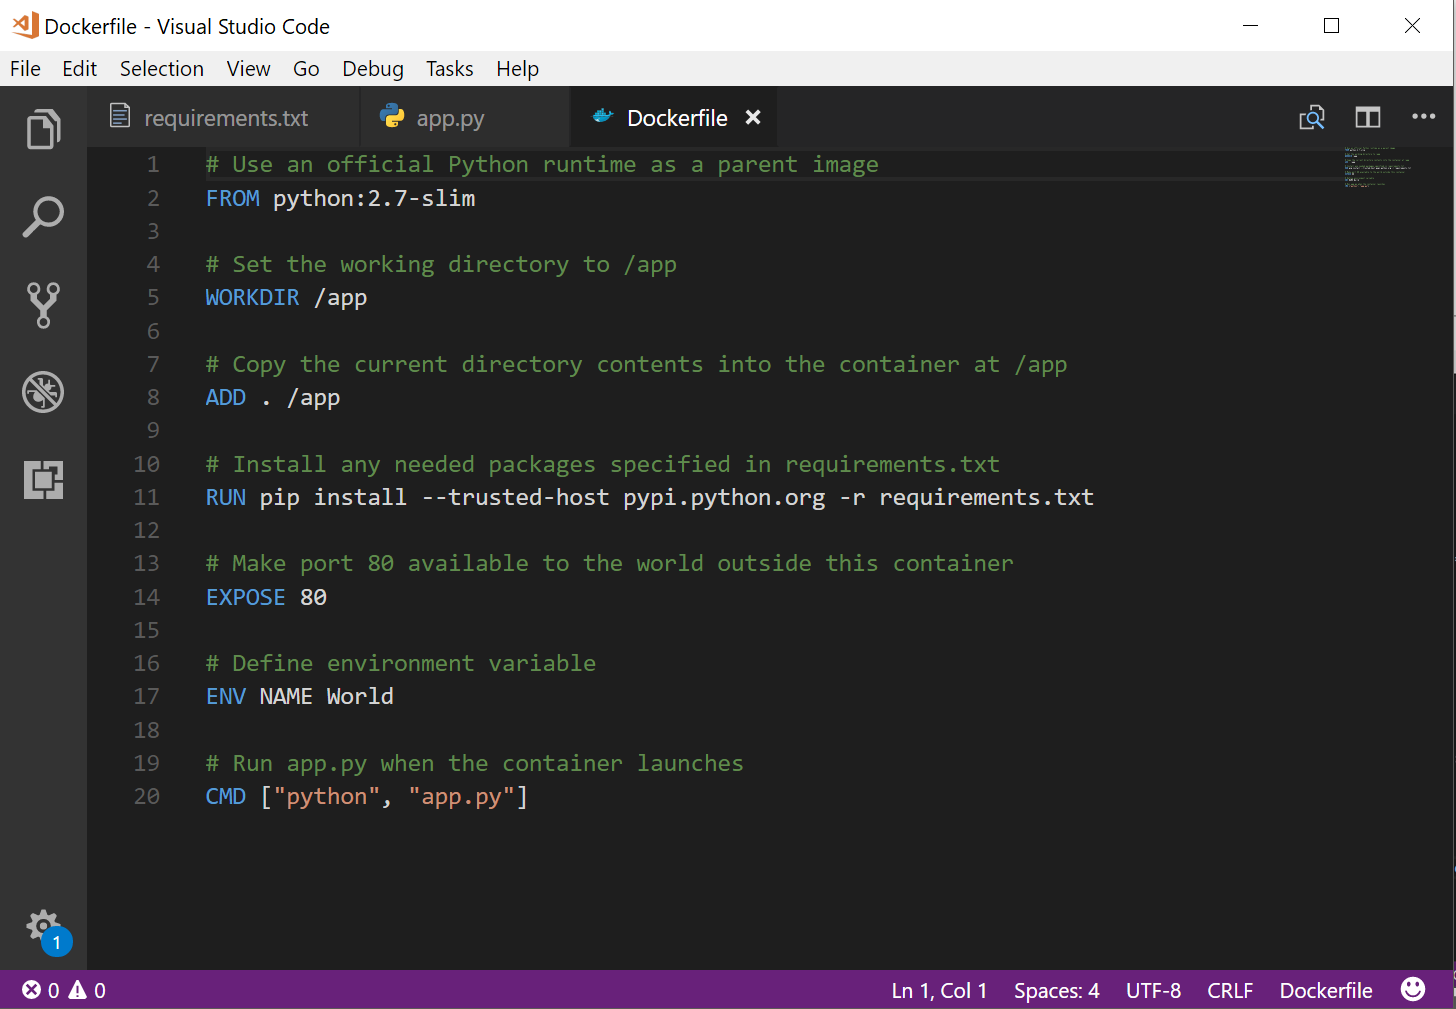 Dockerfile - Visual Studio Code
File Edit Selection View Go Debug Tasks Help
requirements.txt app.py Dockerfile
1 # Use an official Python runtime as a parent image
2 FROM python:2.7-slim
3
4 # Set the working directory to /app
5 WORKDIR /app
6
7 # Copy the current directory contents into the container at /app
8 ADD . /app
9
10 # Install any needed packages specified in requirements.txt
11 RUN pip install --trusted-host pypi.python.org -r requirements.txt
12
13 # Make port 80 available to the world outside this container
14 EXPOSE 80
15
16 # Define environment variable
17 ENV NAME World
18
19 # Run app.py when the container launches
20 CMD ["python", "app.py"]
1
0 0 Ln 1, Col 1 Spaces: 4 UTF-8 CRLF Dockerfile